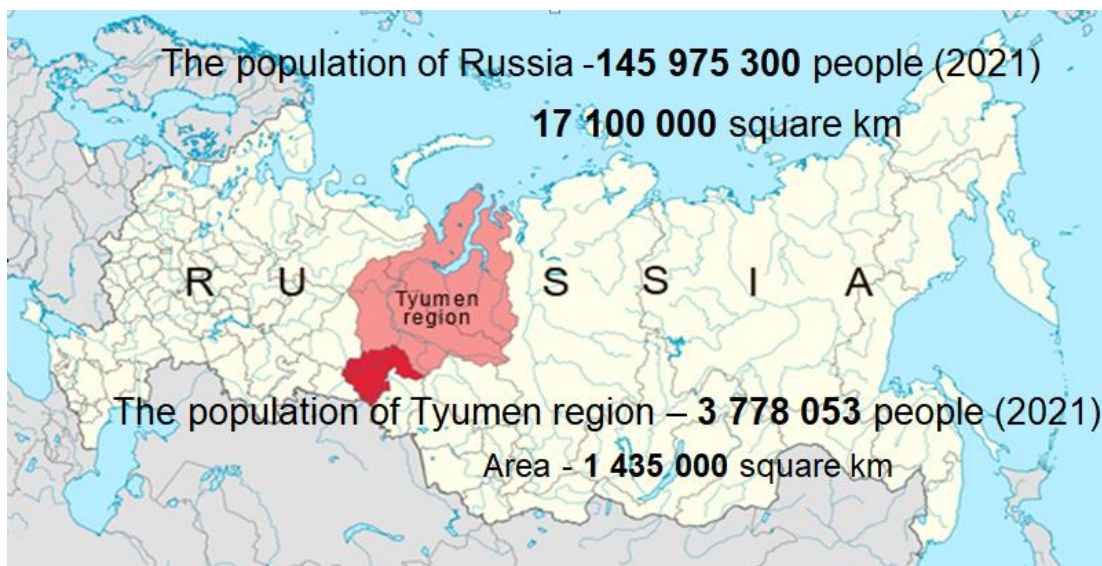 The population of Russia -145 975 300 people (2021)
17 100 000 square km
R U S S I A
Tyumen
region
The population of Tyumen region – 3 778 053 people (2021)
Area - 1 435 000 square km